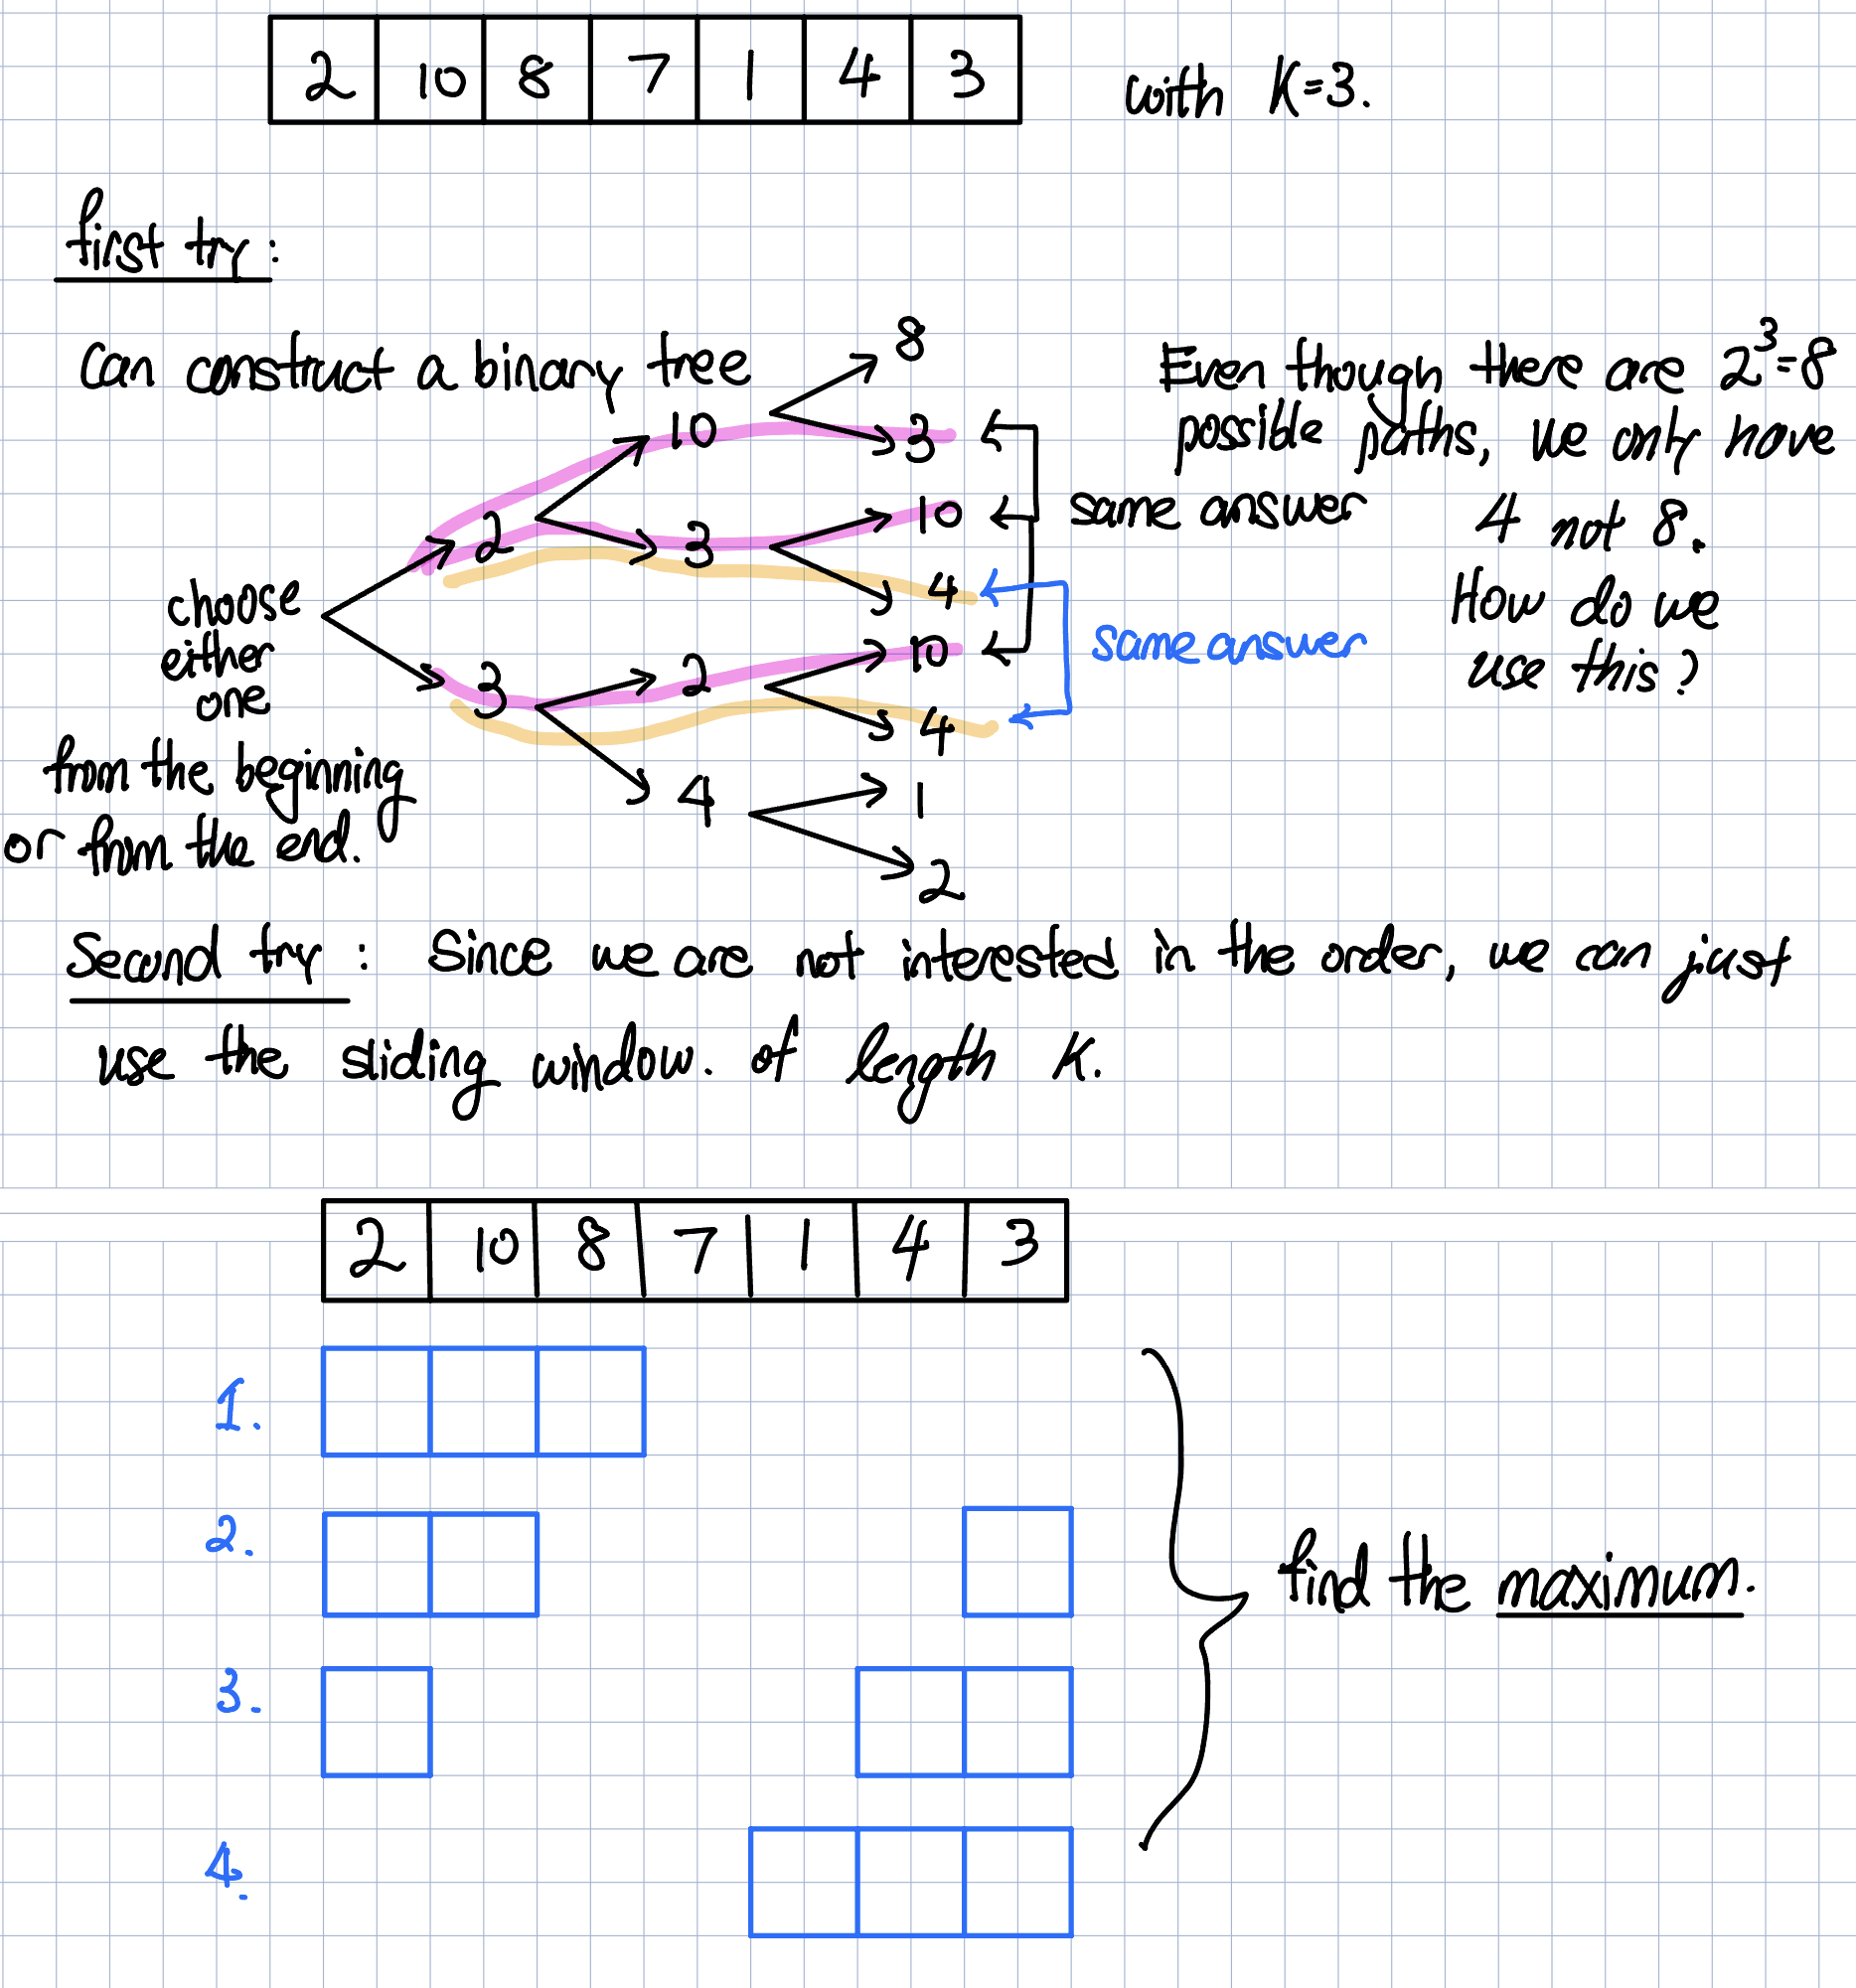 2 10 8 7 1 4 3
with K=3.
first try:
Can construct a binary tree
8
10
3
2
10
3
4
choose
either
one
from the beginning
or from the end.
3
2
10
4
4
1
2
same answer
same answer
Even though there are 2³=8
possible paths, we only have
4 not 8.
How do we
use this?
Second try : Since we are not interested in the order, we can just
use the sliding window. of length K.
2 10 8 7 1 4 3
1.
2.
3.
4.
find the maximum.